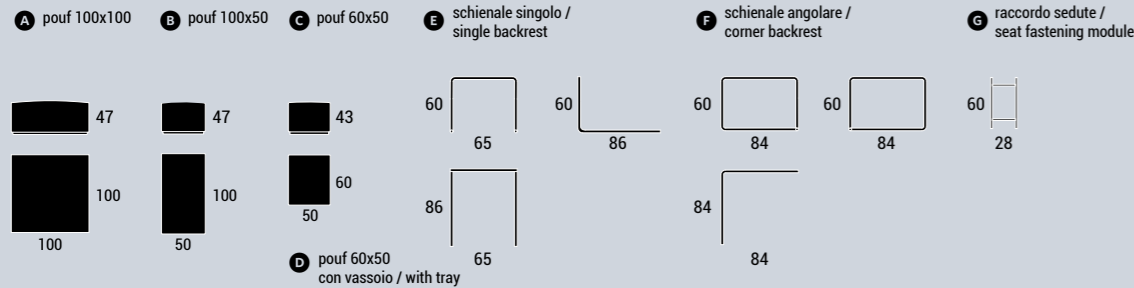 A pouf 100x100
47
100
100
B pouf 100x50
47
100
50
C pouf 60x50
43
60
50
D pouf 60x50
con vassoio / with tray
E schienale singolo /
single backrest
60
65
60
86
86
65
F schienale angolare /
corner backrest
60
84
60
84
84
84
G raccordo sedute /
seat fastening module
60
28